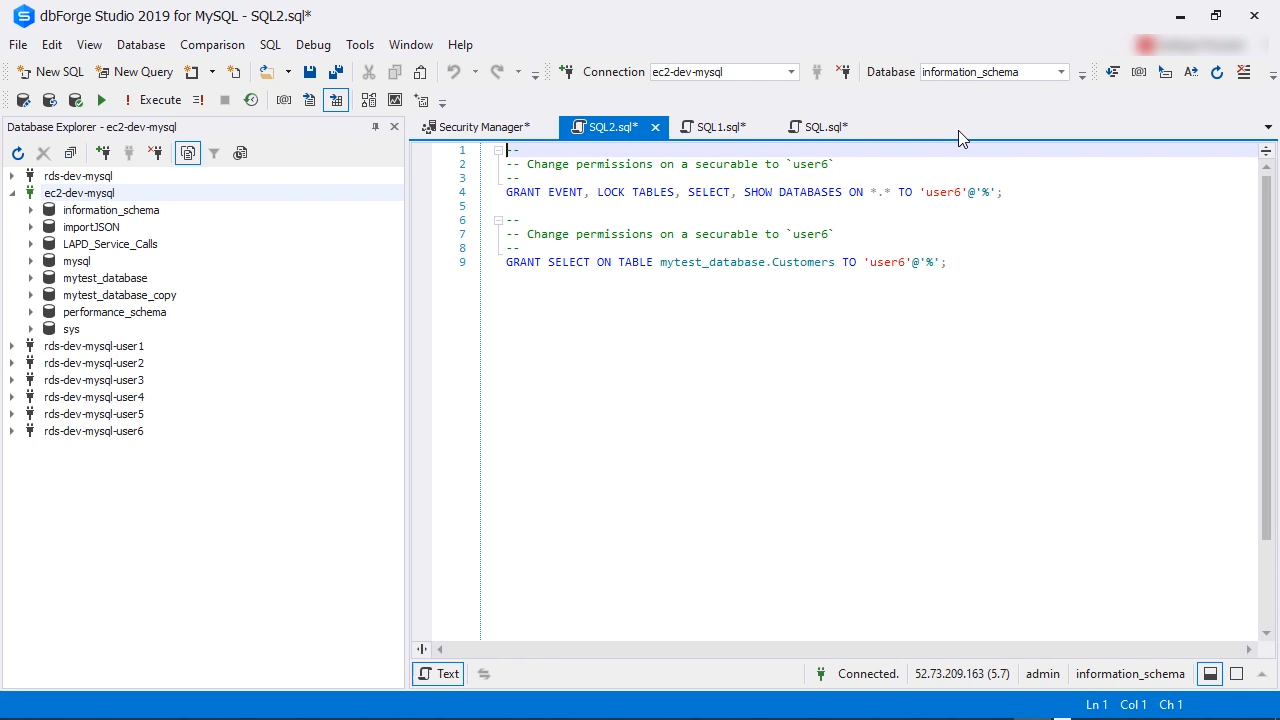 dbForge Studio 2019 for MySQL - SQL2.sql*
File Edit View Database Comparison SQL Debug Tools Window Help
New SQL New Query Connection ec2-dev-mysql Database information_schema
Execute
Database Explorer - ec2-dev-mysql
Security Manager* SQL2.sql* SQL1.sql* SQL.sql*
rds-dev-mysql
ec2-dev-mysql
information_schema
importJSON
LAPD_Service_Calls
mysql
mytest_database
mytest_database_copy
performance_schema
sys
rds-dev-mysql-user1
rds-dev-mysql-user2
rds-dev-mysql-user3
rds-dev-mysql-user4
rds-dev-mysql-user5
rds-dev-mysql-user6
1 --
2 -- Change permissions on a securable to `user6`
3 --
4 GRANT EVENT, LOCK TABLES, SELECT, SHOW DATABASES ON *.* TO 'user6'@'%';
5
6 --
7 -- Change permissions on a securable to `user6`
8 --
9 GRANT SELECT ON TABLE mytest_database.Customers TO 'user6'@'%';
Text Connected. 52.73.209.163 (5.7) admin information_schema
Ln 1 Col 1 Ch 1